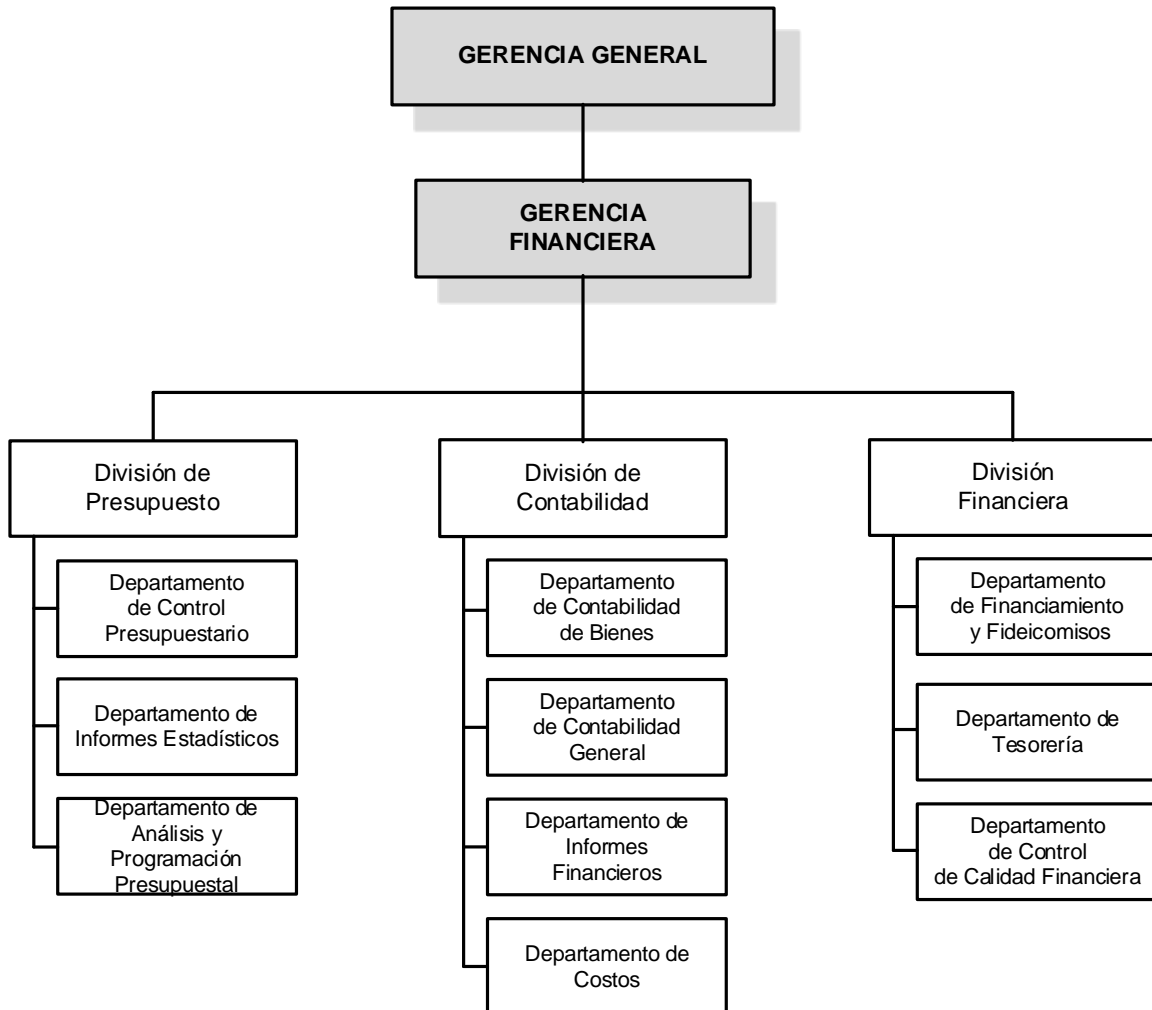 GERENCIA GENERAL
GERENCIA
FINANCIERA
División de
Presupuesto
Departamento
de Control
Presupuestario
Departamento de
Informes Estadísticos
Departamento de
Análisis y
Programación
Presupuestal
División de
Contabilidad
Departamento
de Contabilidad
de Bienes
Departamento
de Contabilidad
General
Departamento de
Informes
Financieros
Departamento de
Costos
División
Financiera
Departamento
de Financiamiento
y Fideicomisos
Departamento de
Tesorería
Departamento
de Control
de Calidad Financiera